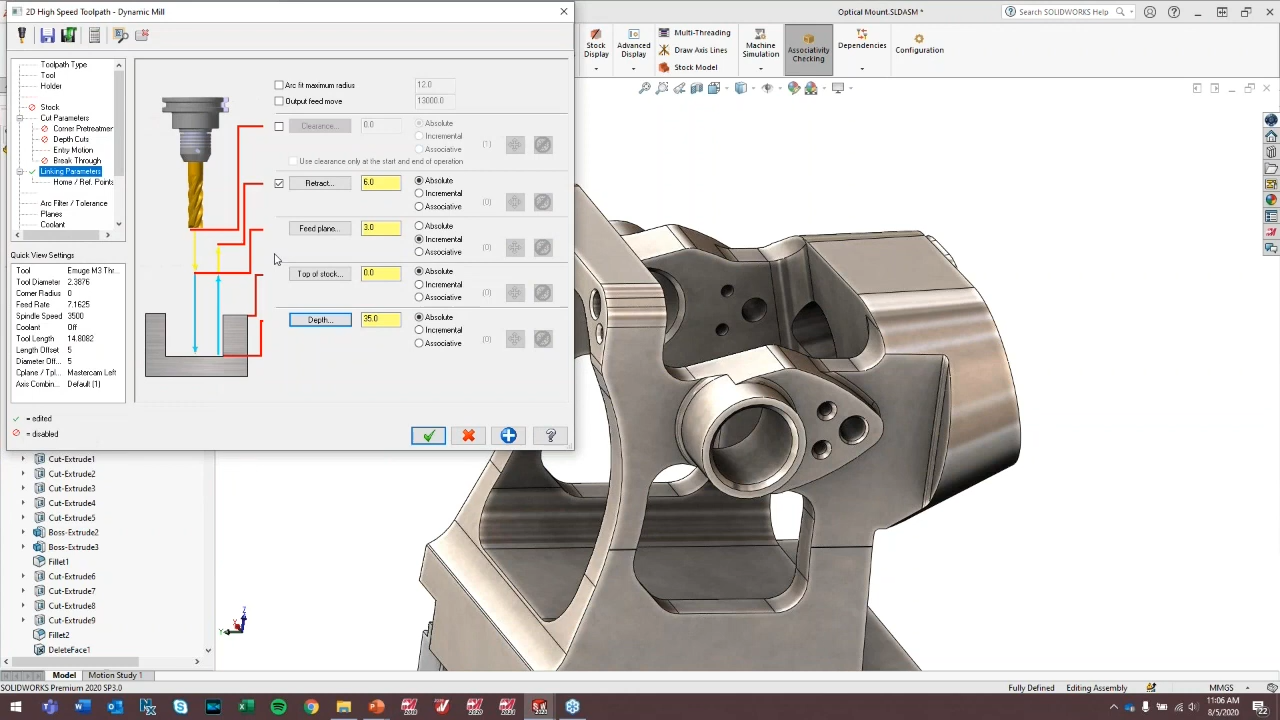 2D High Speed Toolpath - Dynamic Mill
Optical Mount.SLDASM *
Search SOLIDWORKS Help
Stock Display
Advanced Display
Multi-Threading
Draw Axis Lines
Stock Model
Machine Simulation
Associativity Checking
Dependencies
Configuration
Toolpath Type
Tool
Holder
Stock
Cut Parameters
Corner Pretreatmer
Depth Cuts
Entry Motion
Break Through
Linking Parameters
Home / Ref. Points
Arc Filter / Tolerance
Planes
Coolant
Quick View Settings
Tool Emuge M3 Thr...
Tool Diameter 2.3876
Corner Radius 0
Feed Rate 7.1625
Spindle Speed 3500
Coolant Off
Tool Length 14.8082
Length Offset 5
Diameter Off... 5
Cplane / Tpl... Mastercam Left
Axis Combin... Default (1)
= edited
= disabled
Arc fit maximum radius 12.0
Output feed move 13000.0
Clearance... 0.0 Absolute
Incremental (1)
Associative
Use clearance only at the start and end of operation
Retract... 6.0 Absolute
Incremental
Associative (0)
Feed plane... 3.0 Absolute
Incremental (0)
Associative
Top of stock... 0.0 Absolute
Incremental
Associative (0)
Depth... 35.0 Absolute
Incremental
Associative (0)
Cut-Extrude1
Cut-Extrude2
Cut-Extrude3
Cut-Extrude4
Cut-Extrude5
Boss-Extrude2
Boss-Extrude3
Fillet1
Cut-Extrude6
Cut-Extrude7
Cut-Extrude8
Cut-Extrude9
Fillet2
DeleteFace1
Model
Motion Study 1
SOLIDWORKS Premium 2020 SP3.0
Fully Defined
Editing Assembly
MMGS
11:06 AM
8/5/2020